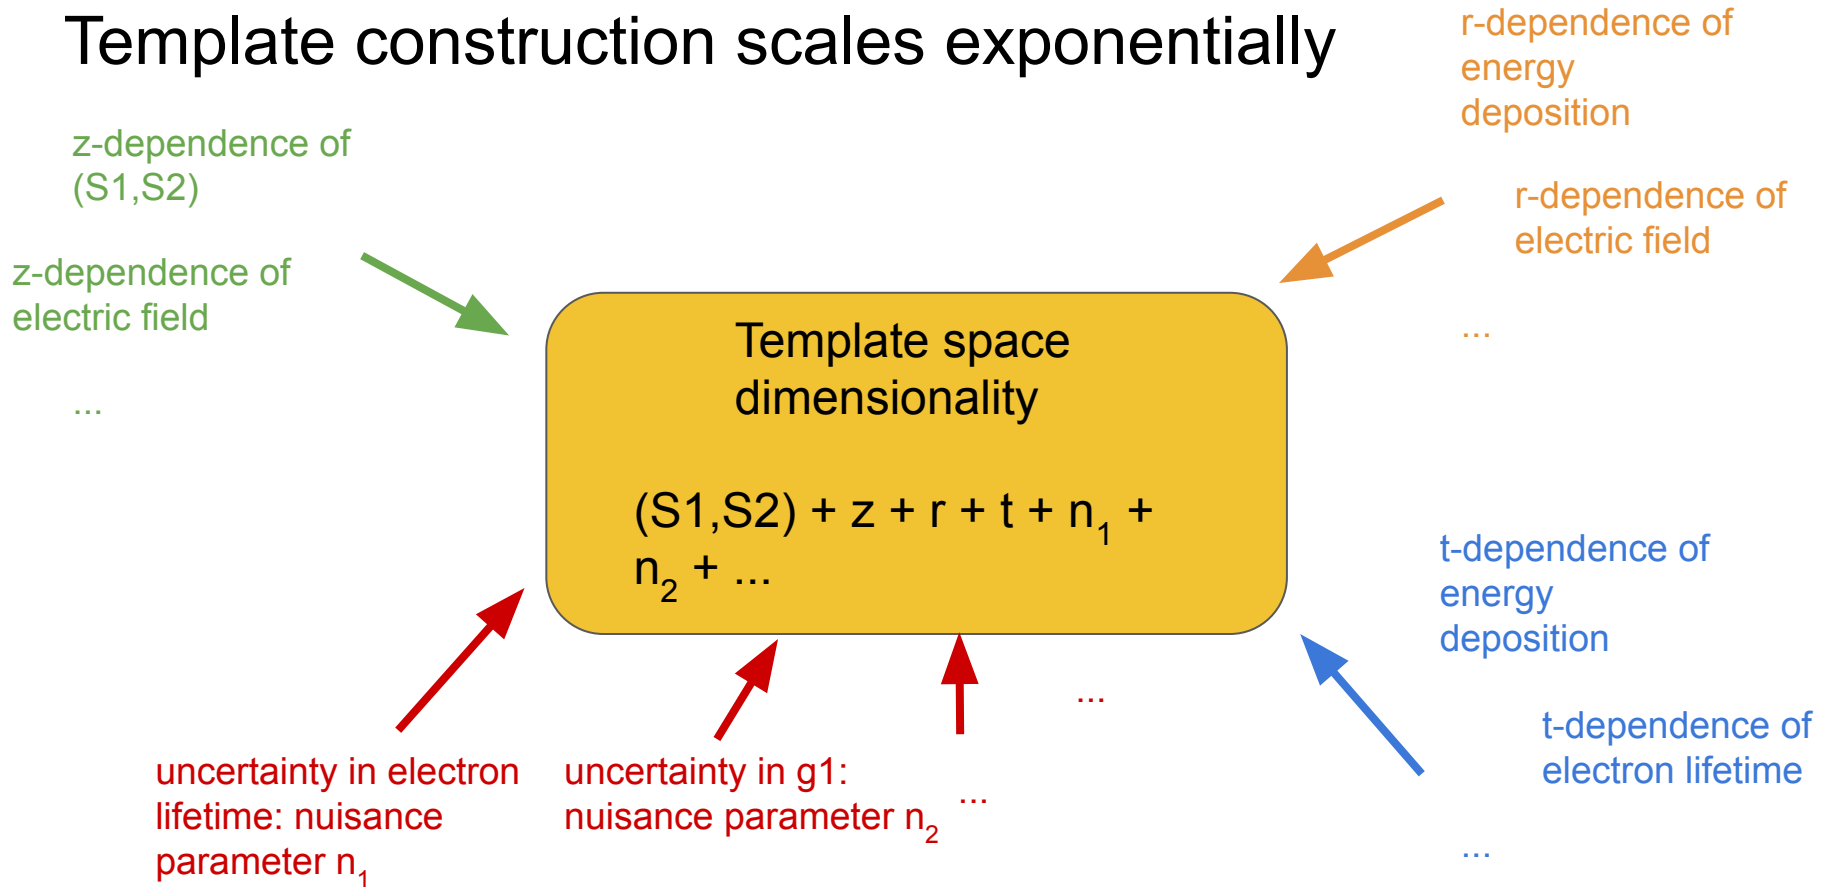 Template construction scales exponentially
z-dependence of
(S1,S2)
z-dependence of
electric field
...
r-dependence of
energy
deposition
r-dependence of
electric field
...
Template space
dimensionality
(S1,S2) + z + r + t + n₁ +
n₂ + ...
uncertainty in electron
lifetime: nuisance
parameter n₁
uncertainty in g1:
nuisance parameter n₂
...
...
t-dependence of
energy
deposition
t-dependence of
electron lifetime
...